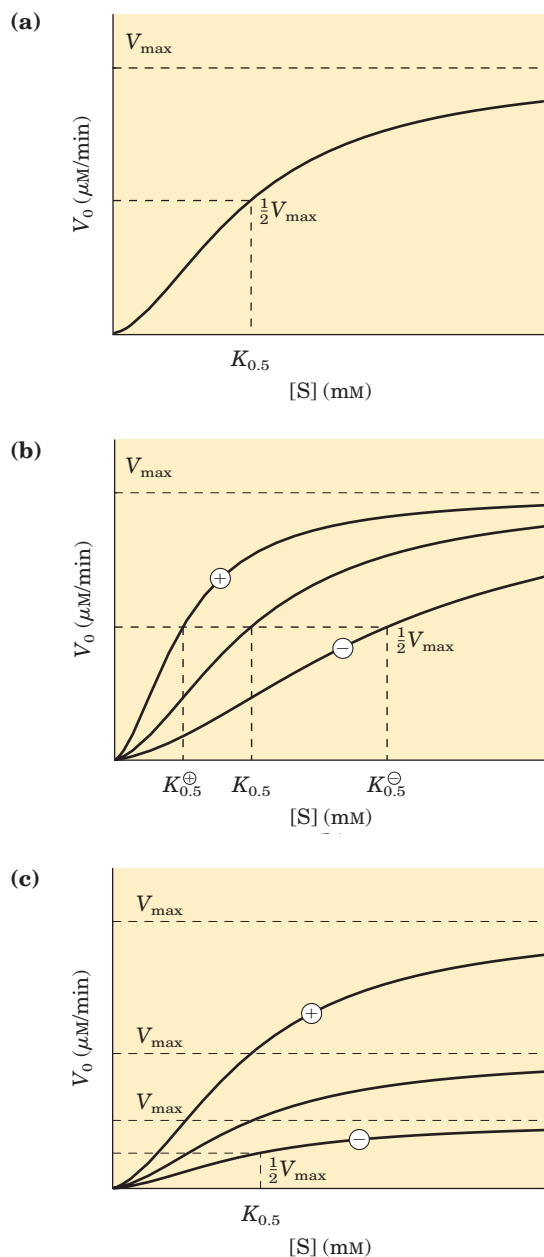 (a)
Vmax
½Vmax
V0 (µM/min)
K0.5
[S] (mM)
(b)
Vmax
+
−
½Vmax
V0 (µM/min)
K0.5⊕ K0.5 K0.5⊖
[S] (mM)
(c)
Vmax
+
Vmax
Vmax
−
½Vmax
V0 (µM/min)
K0.5
[S] (mM)